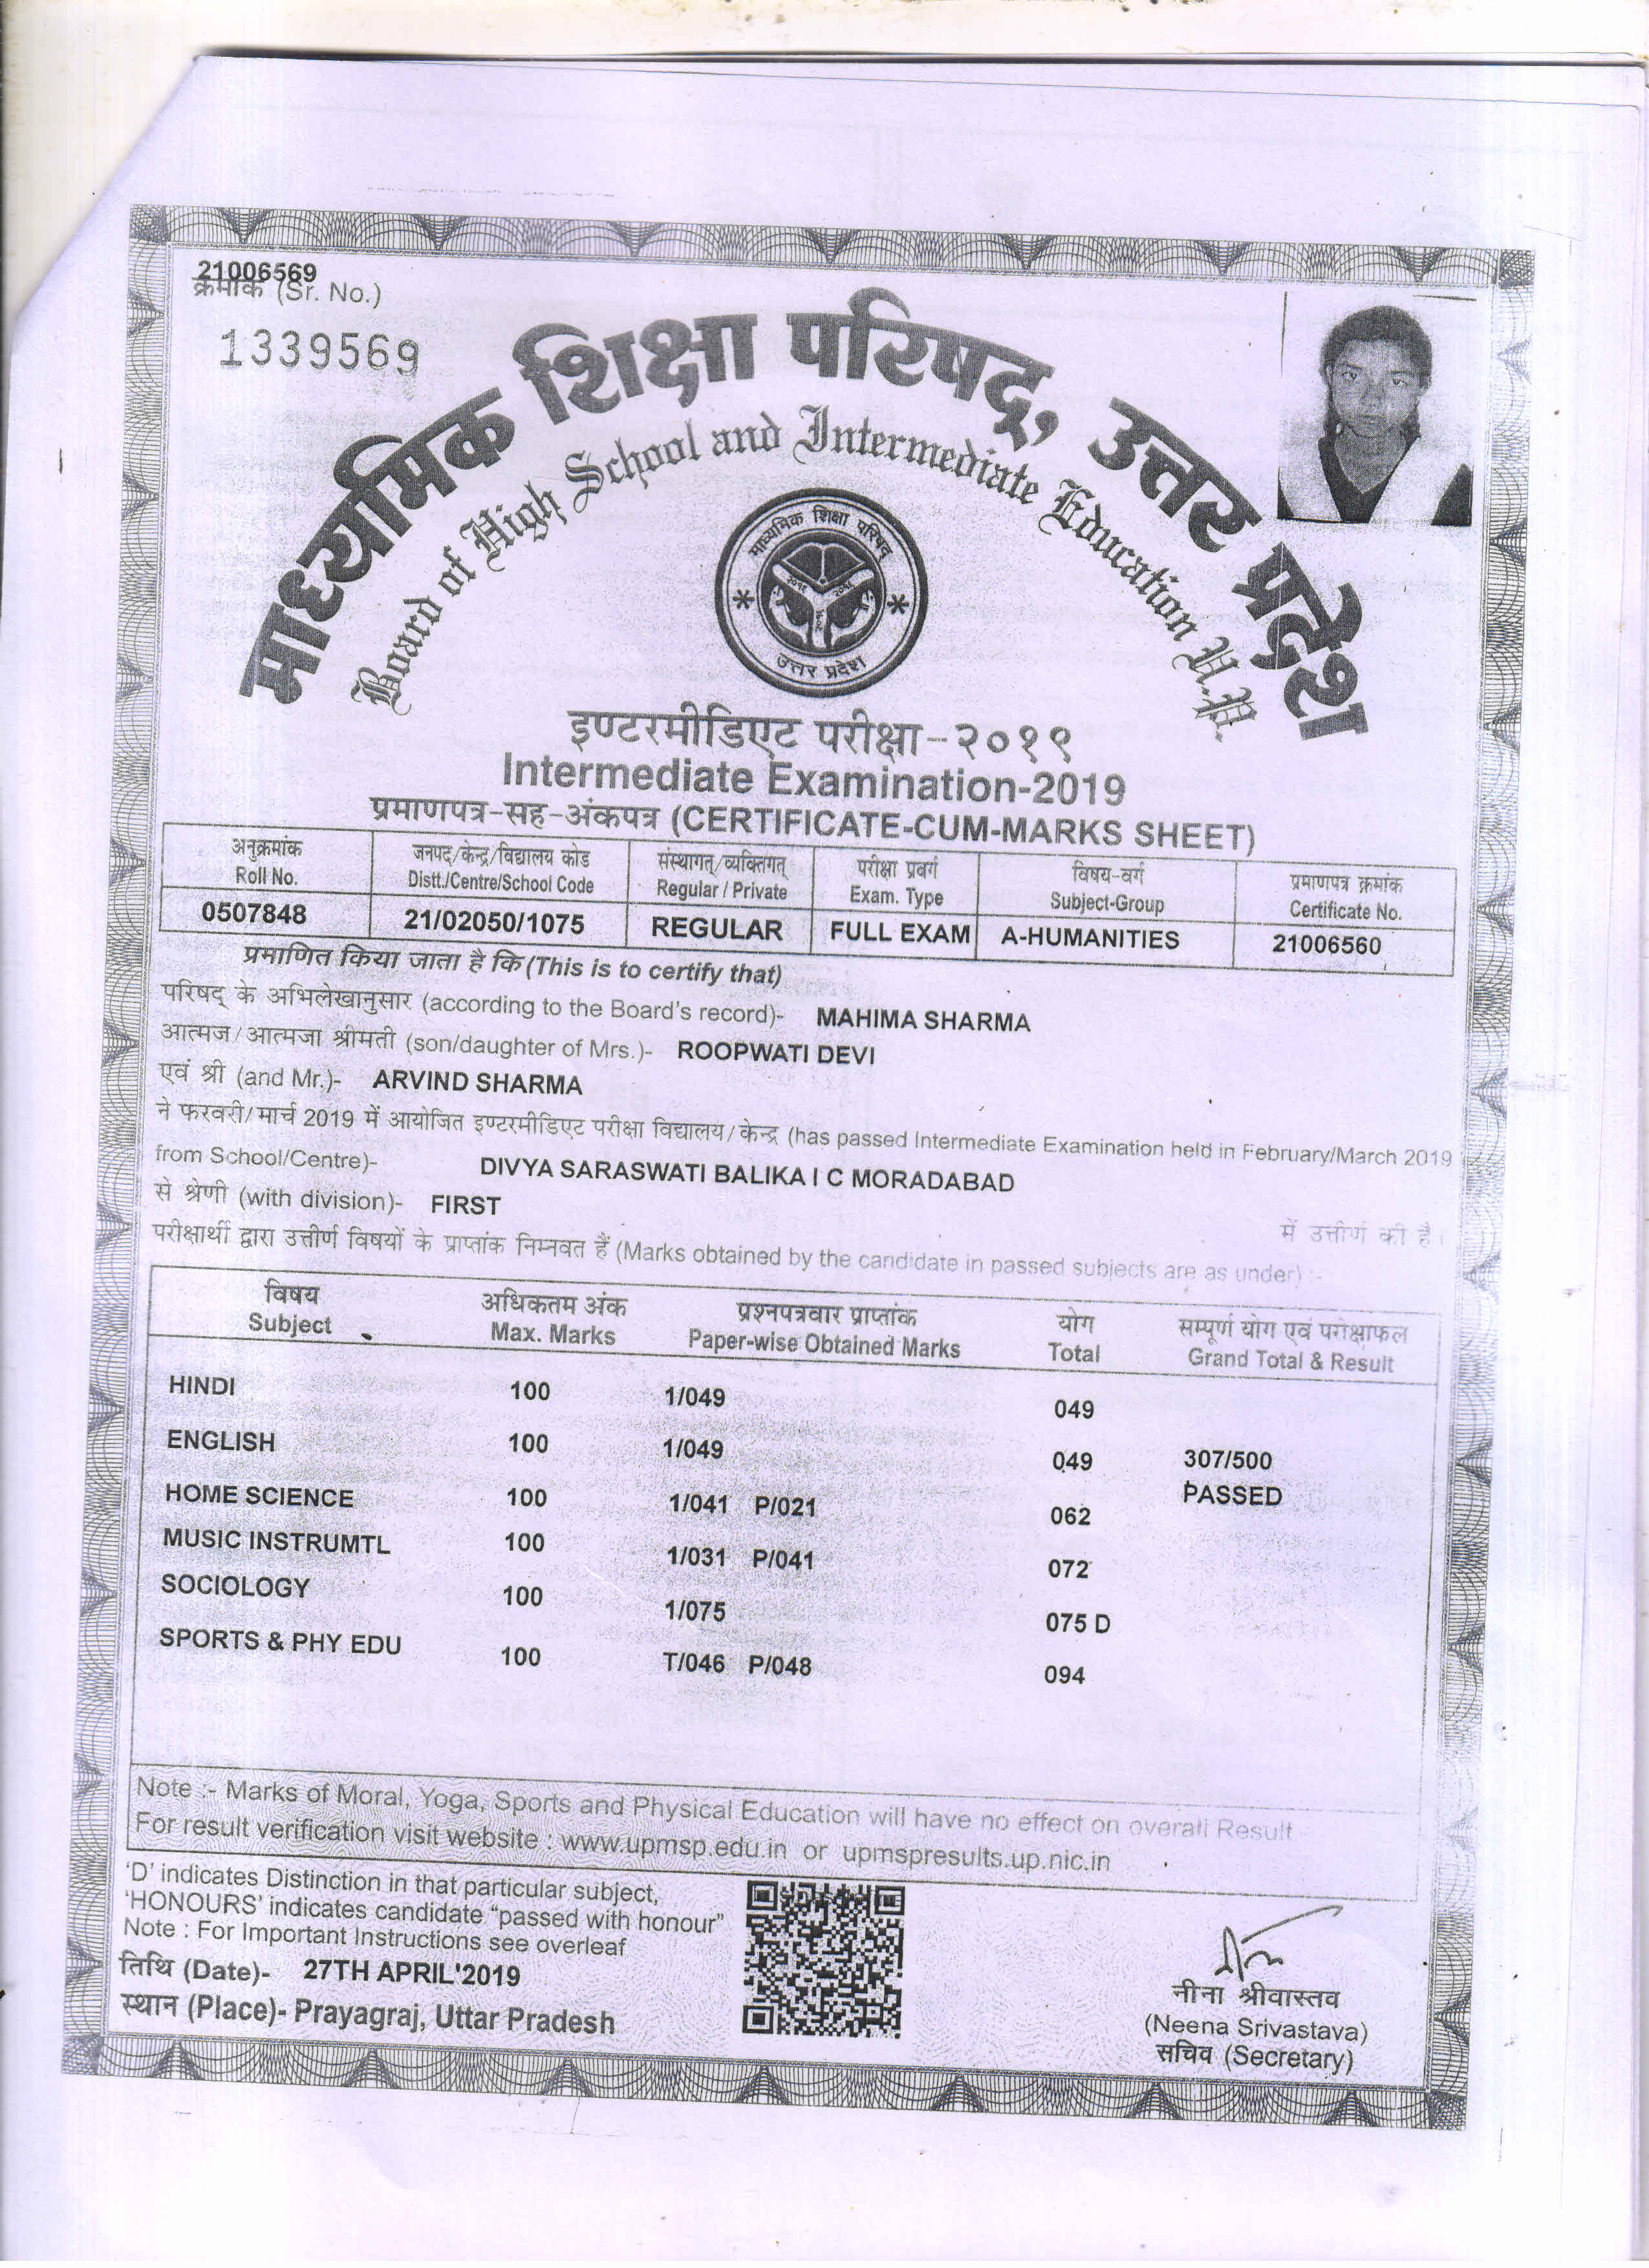 21006569
क्रमांक (Sr. No.)
1339569
माध्यमिक शिक्षा परिषद्, उत्तर प्रदेश
Board of High School and Intermediate Education U.P.
माध्यमिक शिक्षा परिषद्
उत्तर प्रदेश
इण्टरमीडिएट परीक्षा-२०१९
Intermediate Examination-2019
प्रमाणपत्र-सह-अंकपत्र (CERTIFICATE-CUM-MARKS SHEET)
अनुक्रमांक जनपद/केन्द्र/विद्यालय कोड संस्थागत्/व्यक्तिगत् परीक्षा प्रवर्ग विषय-वर्ग प्रमाणपत्र क्रमांक
Roll No. Distt./Centre/School Code Regular / Private Exam. Type Subject-Group Certificate No.
0507848 21/02050/1075 REGULAR FULL EXAM A-HUMANITIES 21006560
प्रमाणित किया जाता है कि (This is to certify that)
परिषद् के अभिलेखानुसार (according to the Board's record)- MAHIMA SHARMA
आत्मज/आत्मजा श्रीमती (son/daughter of Mrs.)- ROOPWATI DEVI
एवं श्री (and Mr.)- ARVIND SHARMA
ने फरवरी/मार्च 2019 में आयोजित इण्टरमीडिएट परीक्षा विद्यालय/केन्द्र (has passed Intermediate Examination held in February/March 2019
from School/Centre)- DIVYA SARASWATI BALIKA I C MORADABAD
से श्रेणी (with division)- FIRST में उत्तीर्ण की है।
परीक्षार्थी द्वारा उत्तीर्ण विषयों के प्राप्तांक निम्नवत हैं (Marks obtained by the candidate in passed subjects are as under) :-
विषय अधिकतम अंक प्रश्नपत्रवार प्राप्तांक योग सम्पूर्ण योग एवं परीक्षाफल
Subject Max. Marks Paper-wise Obtained Marks Total Grand Total & Result
HINDI 100 1/049 049
ENGLISH 100 1/049 049 307/500
PASSED
HOME SCIENCE 100 1/041 P/021 062
MUSIC INSTRUMTL 100 1/031 P/041 072
SOCIOLOGY 100 1/075 075 D
SPORTS & PHY EDU 100 T/046 P/048 094
Note :- Marks of Moral, Yoga, Sports and Physical Education will have no effect on overall Result
For result verification visit website : www.upmsp.edu.in or upmspresults.up.nic.in
'D' indicates Distinction in that particular subject,
'HONOURS' indicates candidate "passed with honour"
Note : For Important Instructions see overleaf
तिथि (Date)- 27TH APRIL'2019
स्थान (Place)- Prayagraj, Uttar Pradesh
नीना श्रीवास्तव
(Neena Srivastava)
सचिव (Secretary)